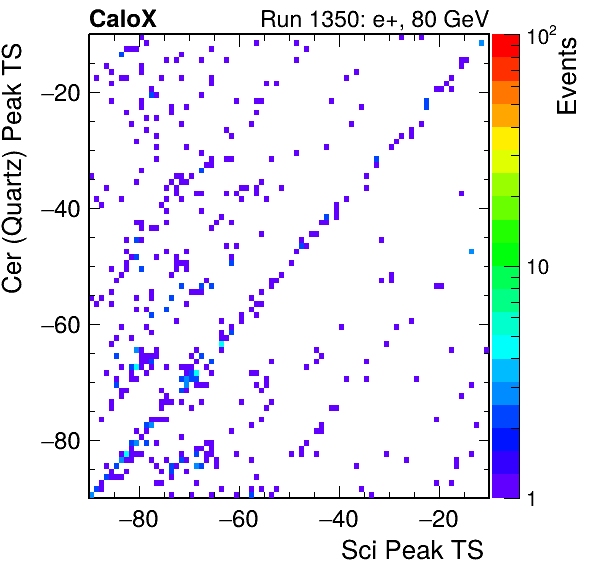 CaloX Run 1350: e+, 80 GeV
Cer (Quartz) Peak TS
−20
−40
−60
−80
−80 −60 −40 −20
Sci Peak TS
10²
10
1
Events